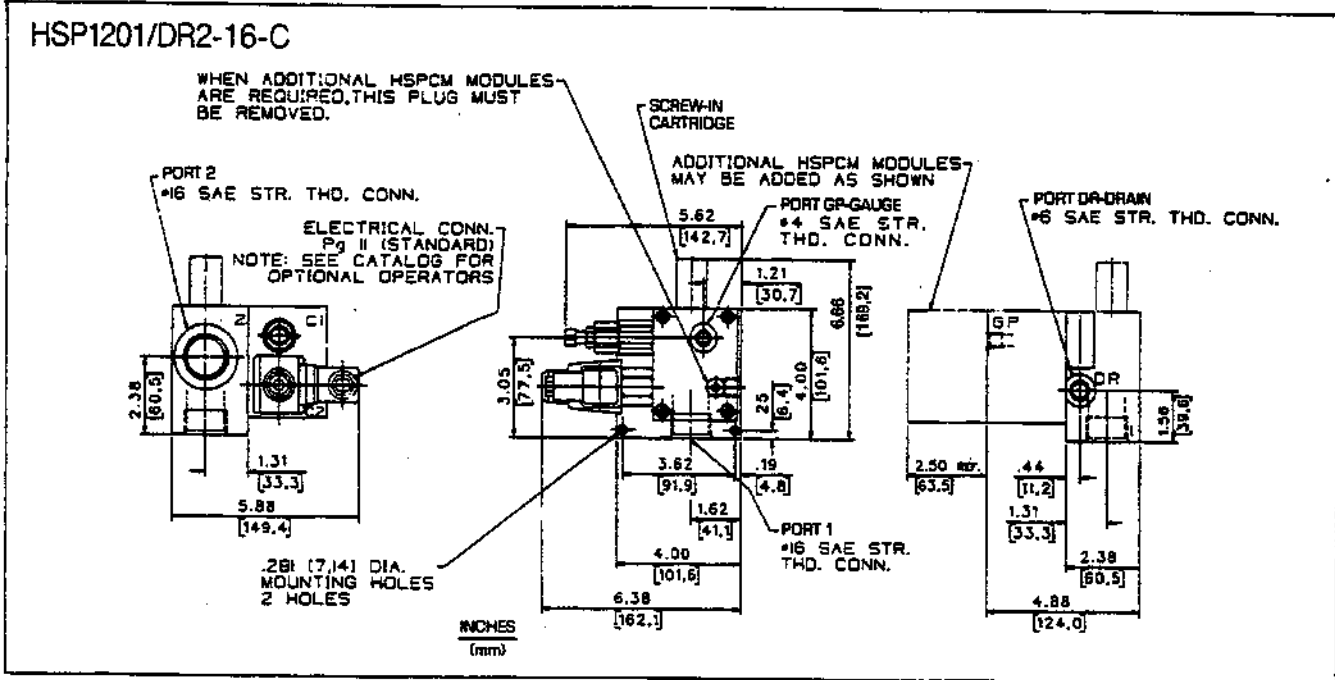 HSP1201/DR2-16-C
WHEN ADDITIONAL HSPCM MODULES
ARE REQUIRED, THIS PLUG MUST
BE REMOVED.
SCREW-IN
CARTRIDGE
ADDITIONAL HSPCM MODULES
MAY BE ADDED AS SHOWN
PORT 2
#16 SAE STR. THD. CONN.
ELECTRICAL CONN.
Pg II (STANDARD)
NOTE: SEE CATALOG FOR
OPTIONAL OPERATORS
PORT GP-GAUGE
#4 SAE STR.
THD. CONN.
PORT DR-DRAIN
#6 SAE STR. THD. CONN.
5.62
[142,7]
1.21
[30,7]
2
C1
GP
DR
2.38
[60,5]
3.05
[77,5]
.25
[6,4]
4.00
[101,6]
6.66
[169,2]
1.56
[39,6]
1.31
[33,3]
5.88
[149,4]
3.62
[91,9]
.19
[4,8]
1.62
[41,1]
4.00
[101,6]
6.38
[162,1]
2.50 REF.
[63,5]
.44
[11,2]
1.31
[33,3]
2.38
[60,5]
4.88
[124,0]
.281 [7,14] DIA.
MOUNTING HOLES
2 HOLES
PORT 1
#16 SAE STR.
THD. CONN.
INCHES
(mm)